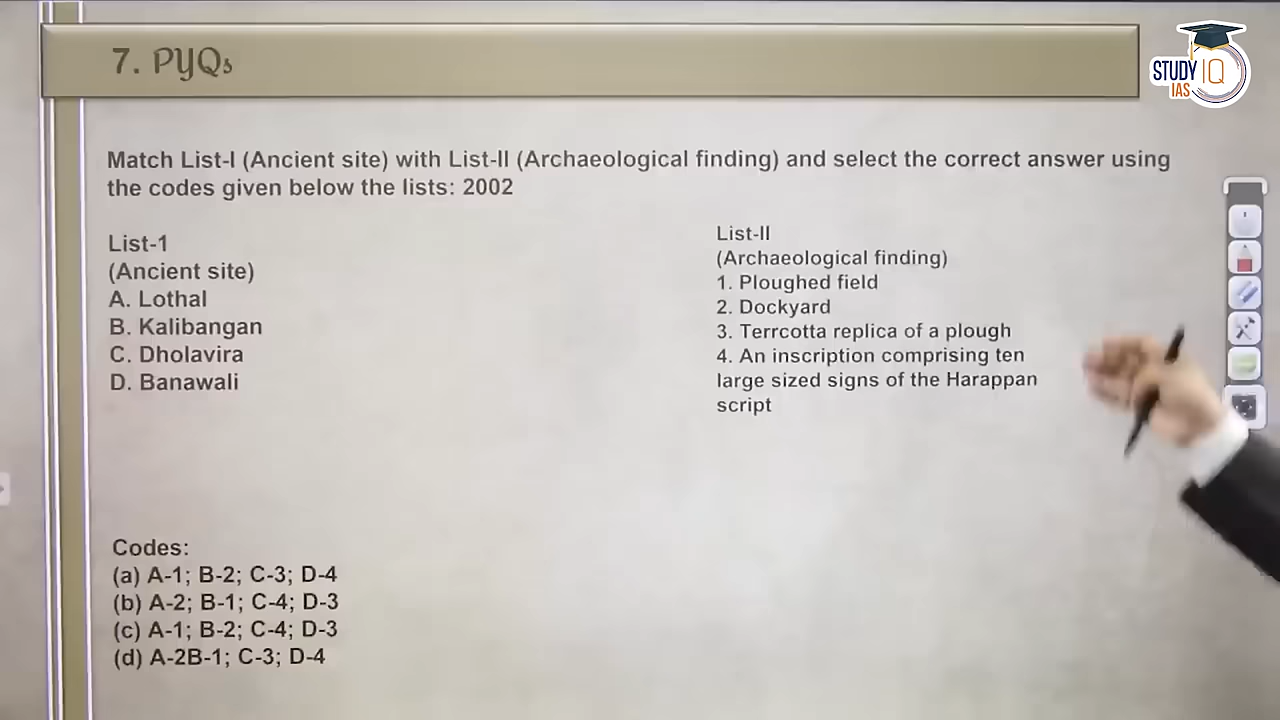 7. PYQs
STUDY IQ
IAS
Match List-I (Ancient site) with List-II (Archaeological finding) and select the correct answer using
the codes given below the lists: 2002
List-1
(Ancient site)
A. Lothal
B. Kalibangan
C. Dholavira
D. Banawali
List-II
(Archaeological finding)
1. Ploughed field
2. Dockyard
3. Terrcotta replica of a plough
4. An inscription comprising ten
large sized signs of the Harappan
script
Codes:
(a) A-1; B-2; C-3; D-4
(b) A-2; B-1; C-4; D-3
(c) A-1; B-2; C-4; D-3
(d) A-2B-1; C-3; D-4